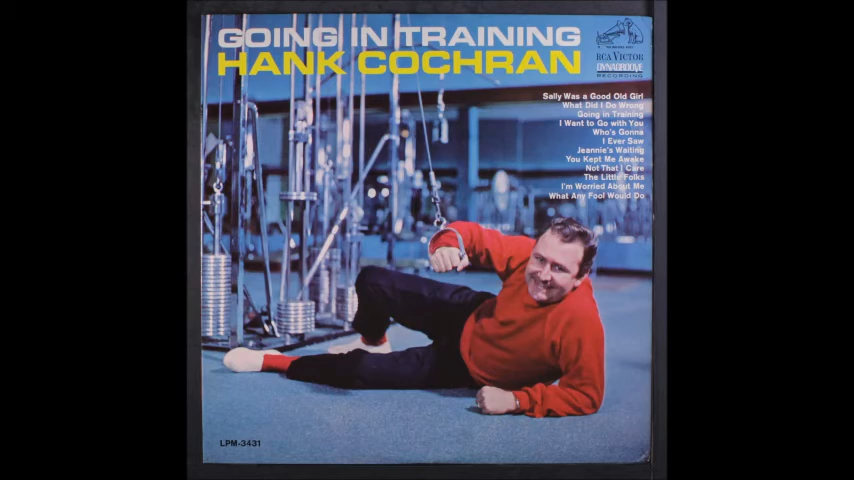 GOING IN TRAINING
HANK COCHRAN
RCA VICTOR
DYNAGROOVE
RECORDING
Sally Was a Good Old Girl
What Did I Do Wrong
Going in Training
I Want to Go with You
Who's Gonna
I Ever Saw
Jeannie's Waiting
You Kept Me Awake
Not That I Care
The Little Folks
I'm Worried About Me
What Any Fool Would Do
LPM-3431